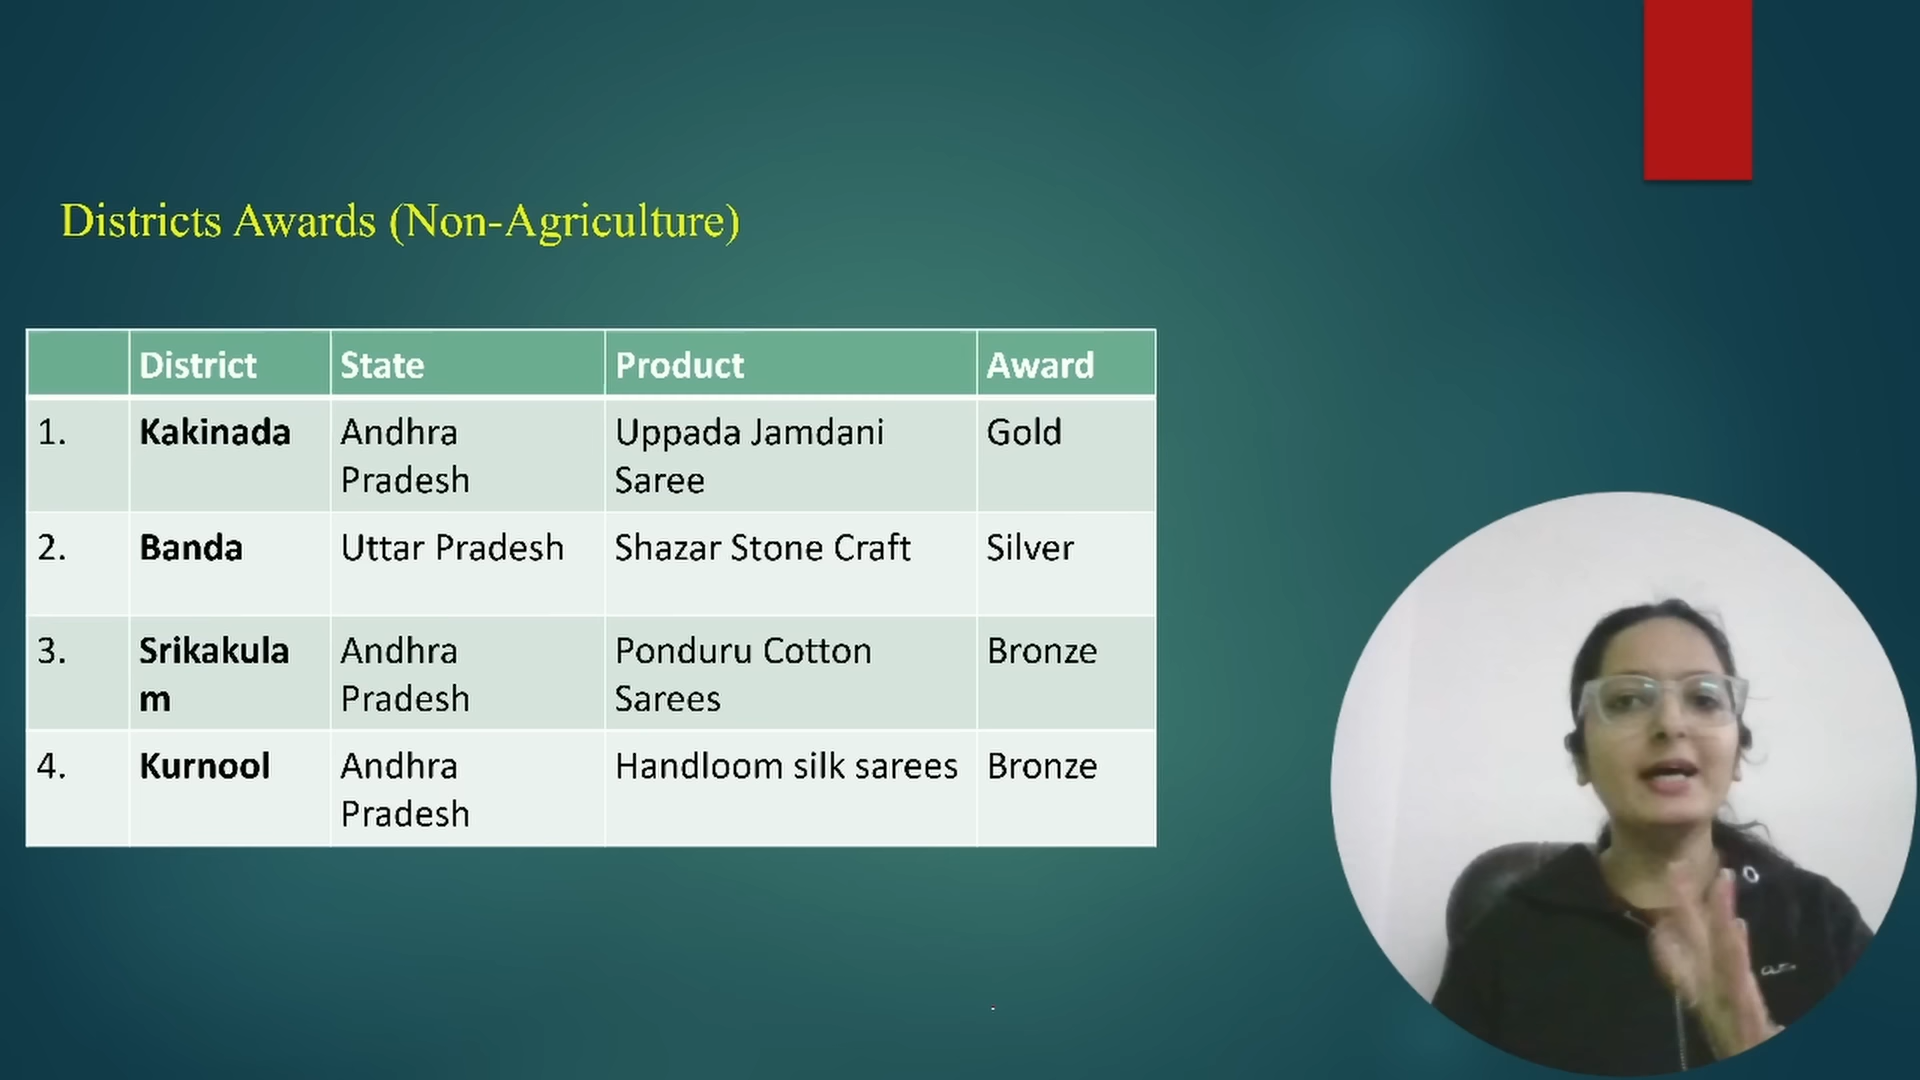 Districts Awards (Non-Agriculture)
District State Product Award
1. Kakinada Andhra Pradesh Uppada Jamdani Saree Gold
2. Banda Uttar Pradesh Shazar Stone Craft Silver
3. Srikakulam Andhra Pradesh Ponduru Cotton Sarees Bronze
4. Kurnool Andhra Pradesh Handloom silk sarees Bronze